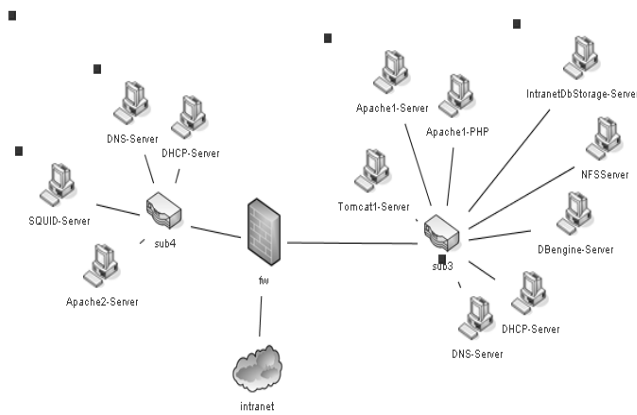 IntranetDbStorage-Server
Apache1-Server
Apache1-PHP
DNS-Server
DHCP-Server
NFSServer
Tomcat1-Server
SQUID-Server
sub4
DBengine-Server
sub3
fw
Apache2-Server
DHCP-Server
DNS-Server
intranet